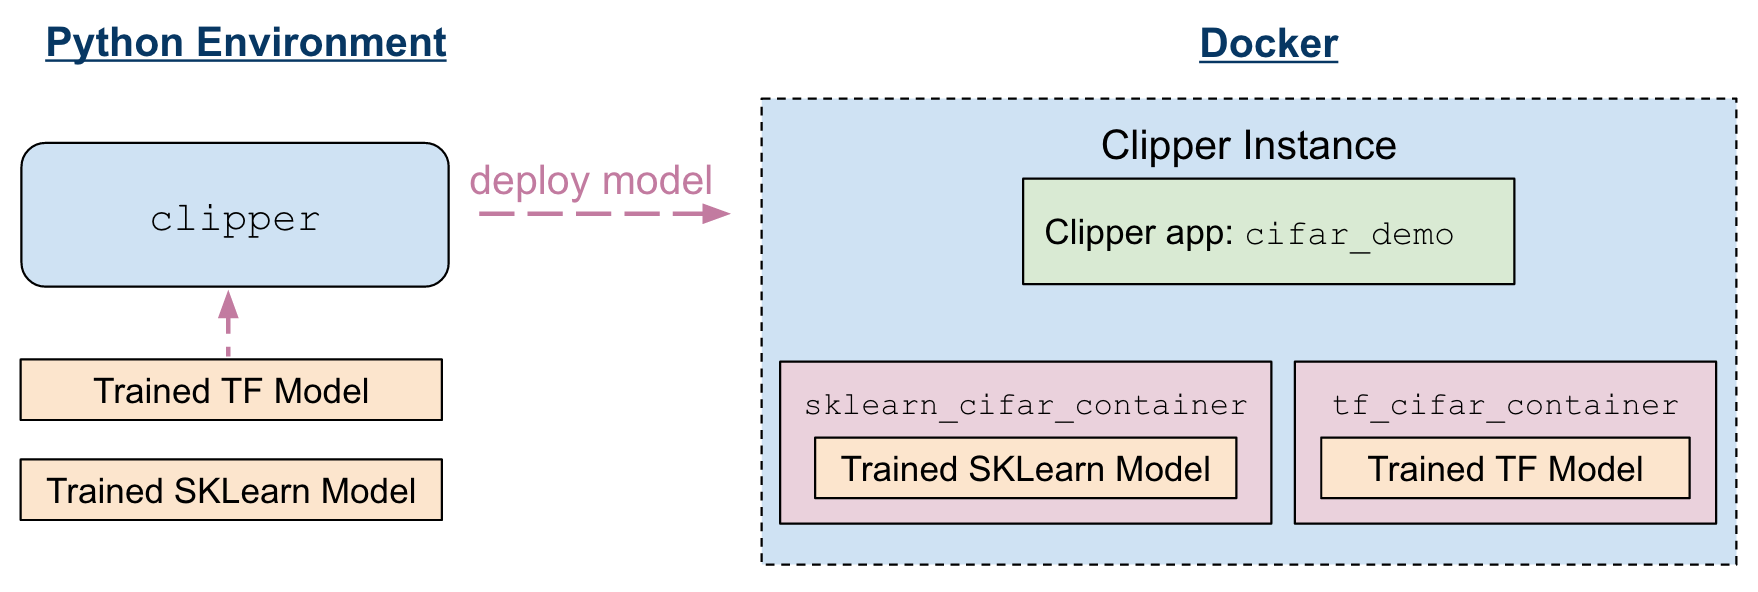 Python Environment
clipper
Trained TF Model
Trained SKLearn Model
deploy model
Docker
Clipper Instance
Clipper app: cifar_demo
sklearn_cifar_container
Trained SKLearn Model
tf_cifar_container
Trained TF Model